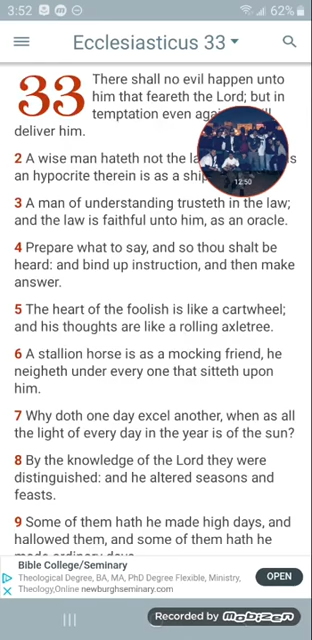 3:52 62%
Ecclesiasticus 33
33 There shall no evil happen unto
him that feareth the Lord; but in
temptation even
deliver him.
2 A wise man hateth not the
an hypocrite therein is as a
3 A man of understanding trusteth in the law;
and the law is faithful unto him, as an oracle.
12:50
4 Prepare what to say, and so thou shalt be
heard: and bind up instruction, and then make
answer.
5 The heart of the foolish is like a cartwheel;
and his thoughts are like a rolling axletree.
6 A stallion horse is as a mocking friend, he
neigheth under every one that sitteth upon
him.
7 Why doth one day excel another, when as all
the light of every day in the year is of the sun?
8 By the knowledge of the Lord they were
distinguished: and he altered seasons and
feasts.
9 Some of them hath he made high days, and
hallowed them, and some of them hath he
made ordinary days.
Bible College/Seminary
Theological Degree, BA, MA, PhD Degree Flexible, Ministry,
Theology,Online newburghseminary.com
OPEN
Recorded by MOBIZEN